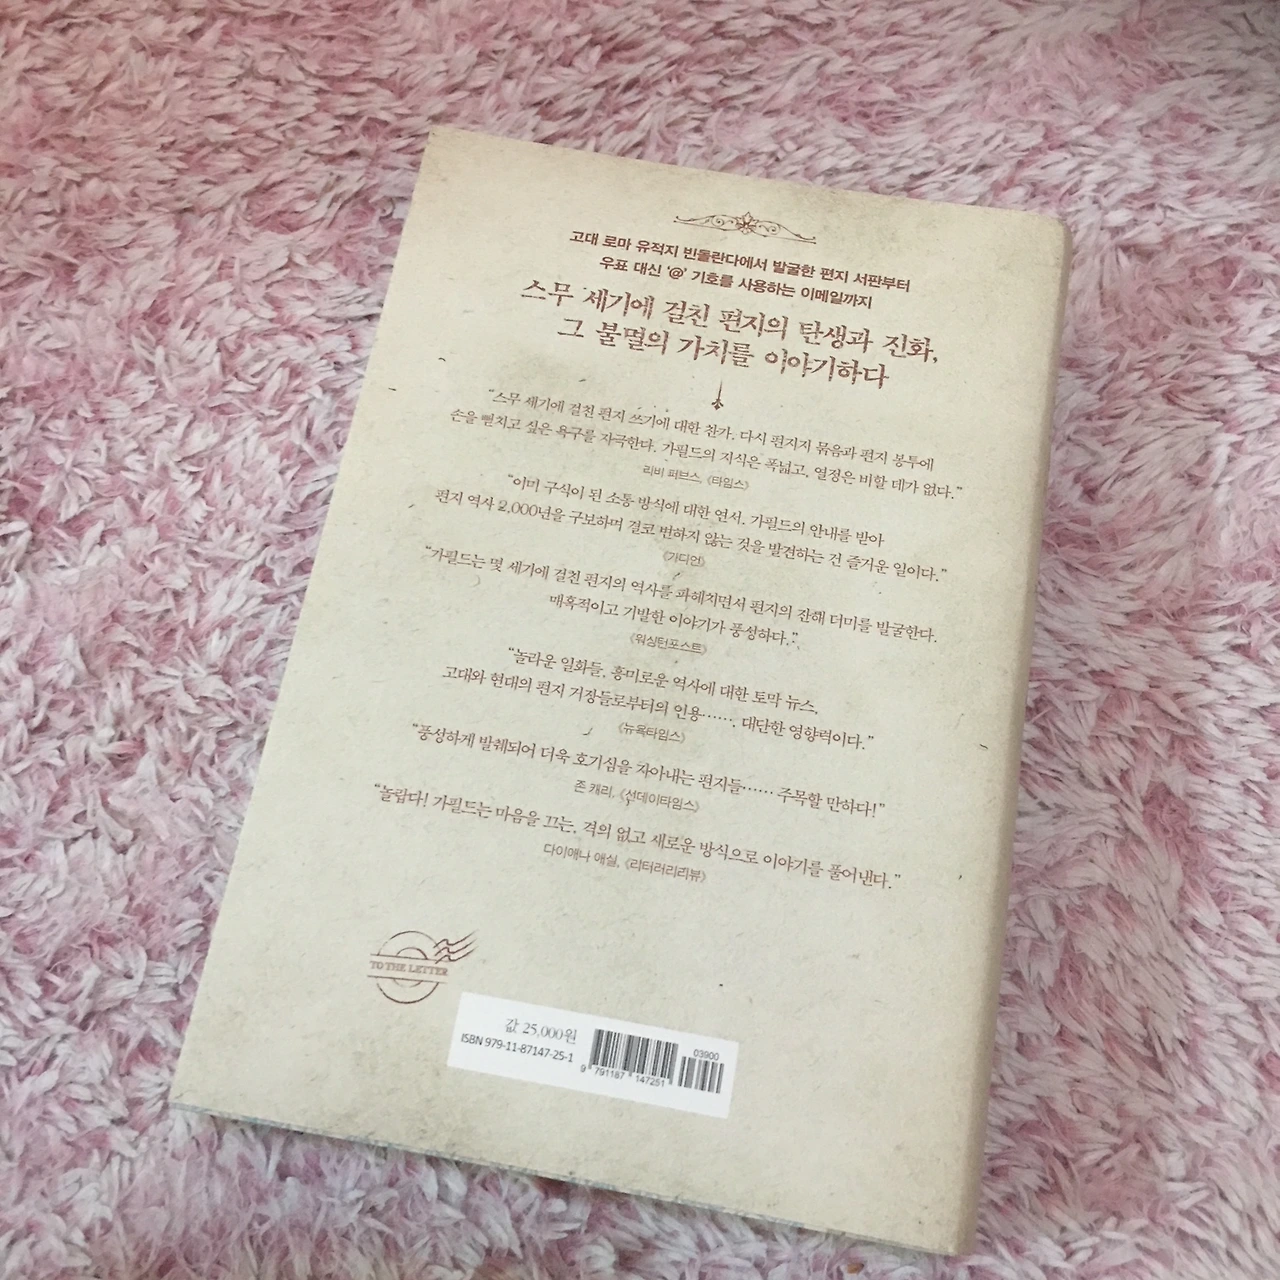 고대 로마 유적지 빈돌란다에서 발굴한 편지 서판부터
우표 대신 '@' 기호를 사용하는 이메일까지
스무 세기에 걸친 편지의 탄생과 진화,
그 불멸의 가치를 이야기하다
“스무 세기에 걸친 편지 쓰기에 대한 찬가. 다시 편지지 묶음과 편지 봉투에
손을 뻗치고 싶은 욕구를 자극한다. 가필드의 지식은 폭넓고, 열정은 비할 데가 없다.”
리비 퍼브스, 《타임스》
“이미 구식이 된 소통 방식에 대한 연서. 가필드의 안내를 받아
편지 역사 2,000년을 구보하며 결코 변하지 않는 것을 발견하는 건 즐거운 일이다.”
《가디언》
“가필드는 몇 세기에 걸친 편지의 역사를 파헤치면서 편지의 잔해 더미를 발굴한다.
매혹적이고 기발한 이야기가 풍성하다.”
《워싱턴포스트》
“놀라운 일화들, 흥미로운 역사에 대한 토막 뉴스,
고대와 현대의 편지 거장들로부터의 인용……. 대단한 영향력이다.”
《뉴욕타임스》
“풍성하게 발췌되어 더욱 호기심을 자아내는 편지들…… 주목할 만하다!”
존 캐리, 《선데이타임스》
“놀랍다! 가필드는 마음을 끄는, 격의 없고 새로운 방식으로 이야기를 풀어낸다.”
다이애나 애실, 《리터러리리뷰》
TO THE LETTER
값 25,000원
ISBN 979-11-87147-25-1
03900
9 791187 147251